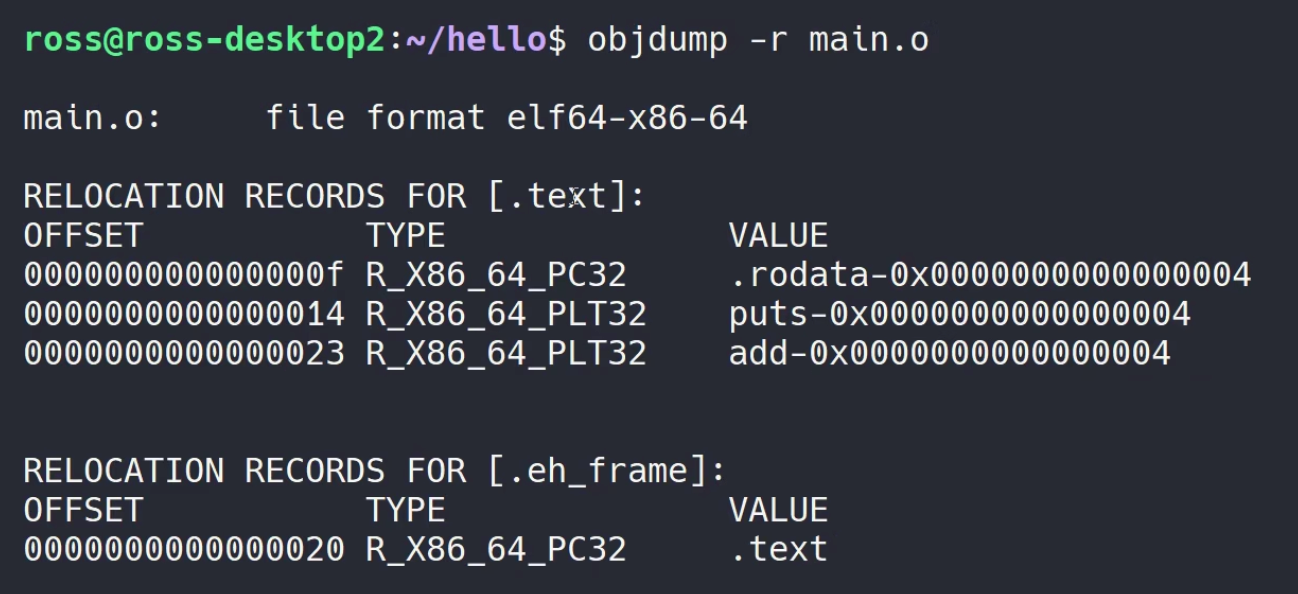 ross@ross-desktop2:~/hello$ objdump -r main.o
main.o:     file format elf64-x86-64
RELOCATION RECORDS FOR [.text]:
OFFSET           TYPE              VALUE
000000000000000f R_X86_64_PC32     .rodata-0x0000000000000004
0000000000000014 R_X86_64_PLT32    puts-0x0000000000000004
0000000000000023 R_X86_64_PLT32    add-0x0000000000000004
RELOCATION RECORDS FOR [.eh_frame]:
OFFSET           TYPE              VALUE
0000000000000020 R_X86_64_PC32     .text